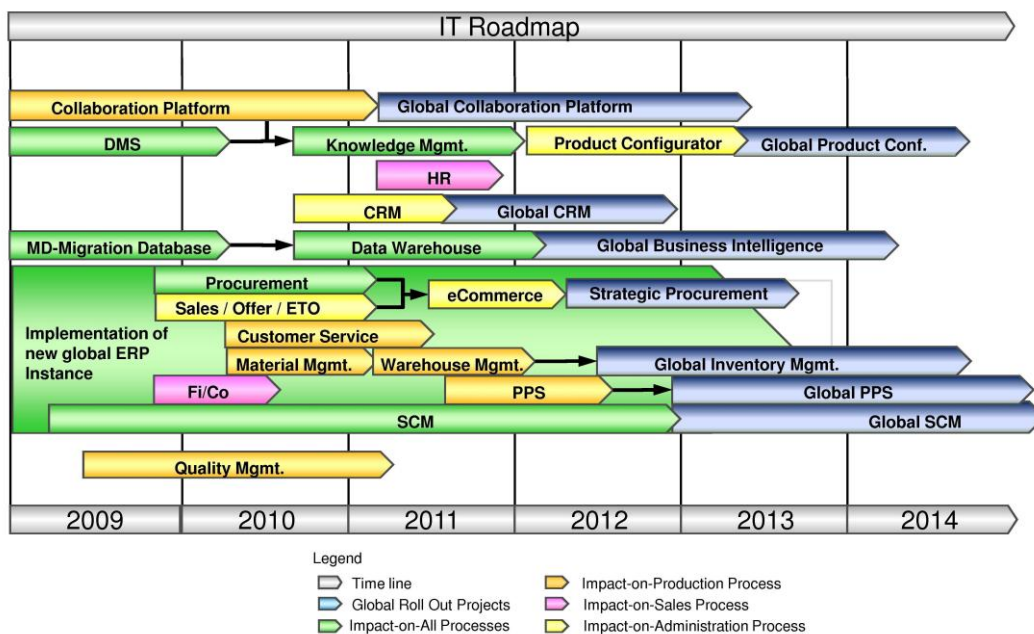 IT Roadmap
Collaboration Platform
Global Collaboration Platform
DMS
Knowledge Mgmt.
Product Configurator
Global Product Conf.
HR
CRM
Global CRM
MD-Migration Database
Data Warehouse
Global Business Intelligence
Procurement
eCommerce
Strategic Procurement
Sales / Offer / ETO
Implementation of
new global ERP
Instance
Customer Service
Material Mgmt.
Warehouse Mgmt.
Global Inventory Mgmt.
Fi/Co
PPS
Global PPS
SCM
Global SCM
Quality Mgmt.
2009
2010
2011
2012
2013
2014
Legend
Time line
Global Roll Out Projects
Impact-on-All Processes
Impact-on-Production Process
Impact-on-Sales Process
Impact-on-Administration Process